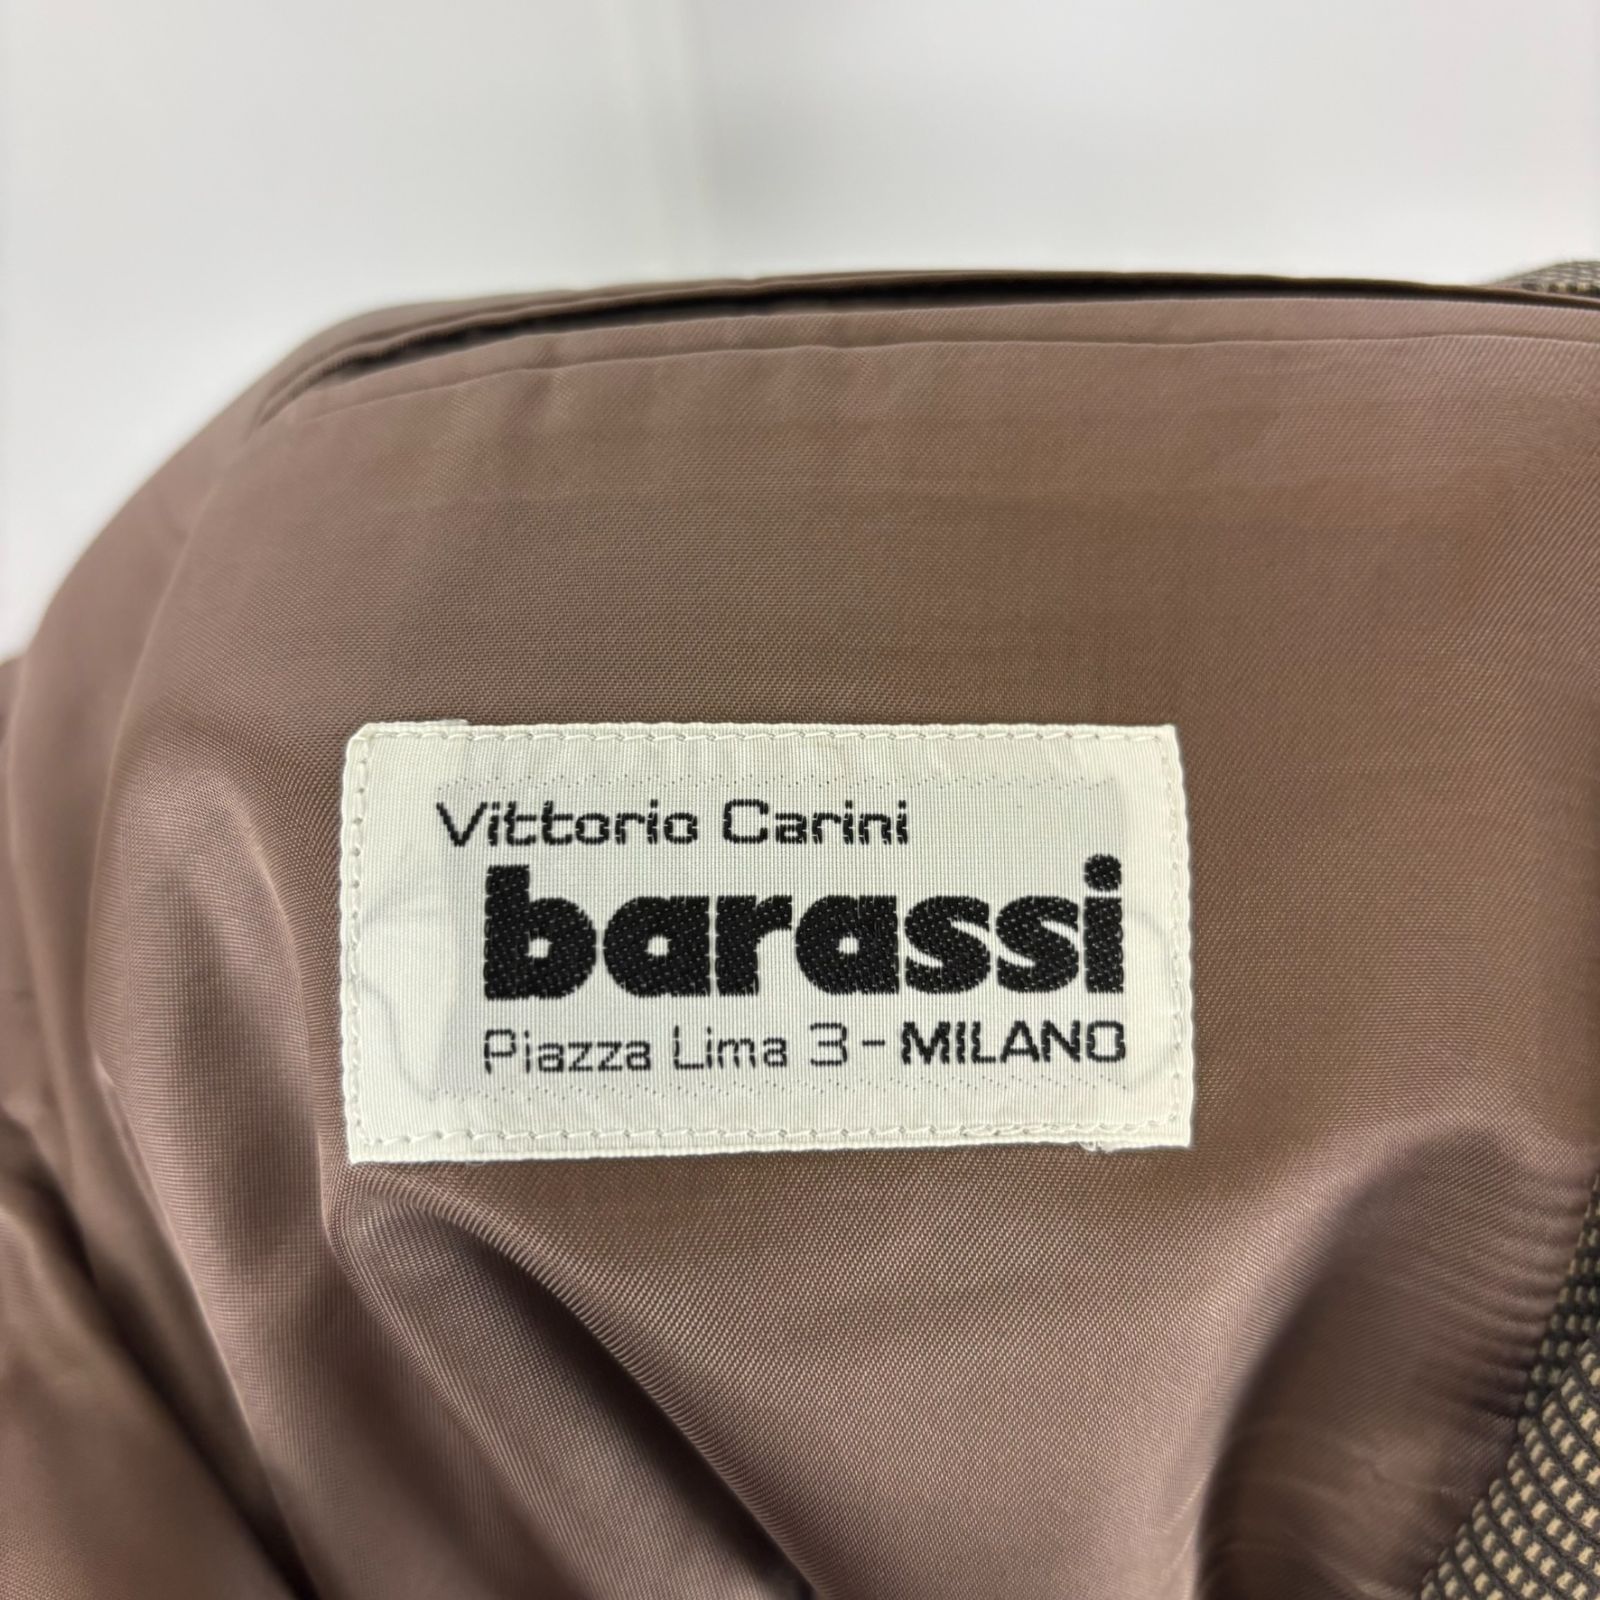 Vittorio Carini
barassi
Piazza Lima 3 - MILANO